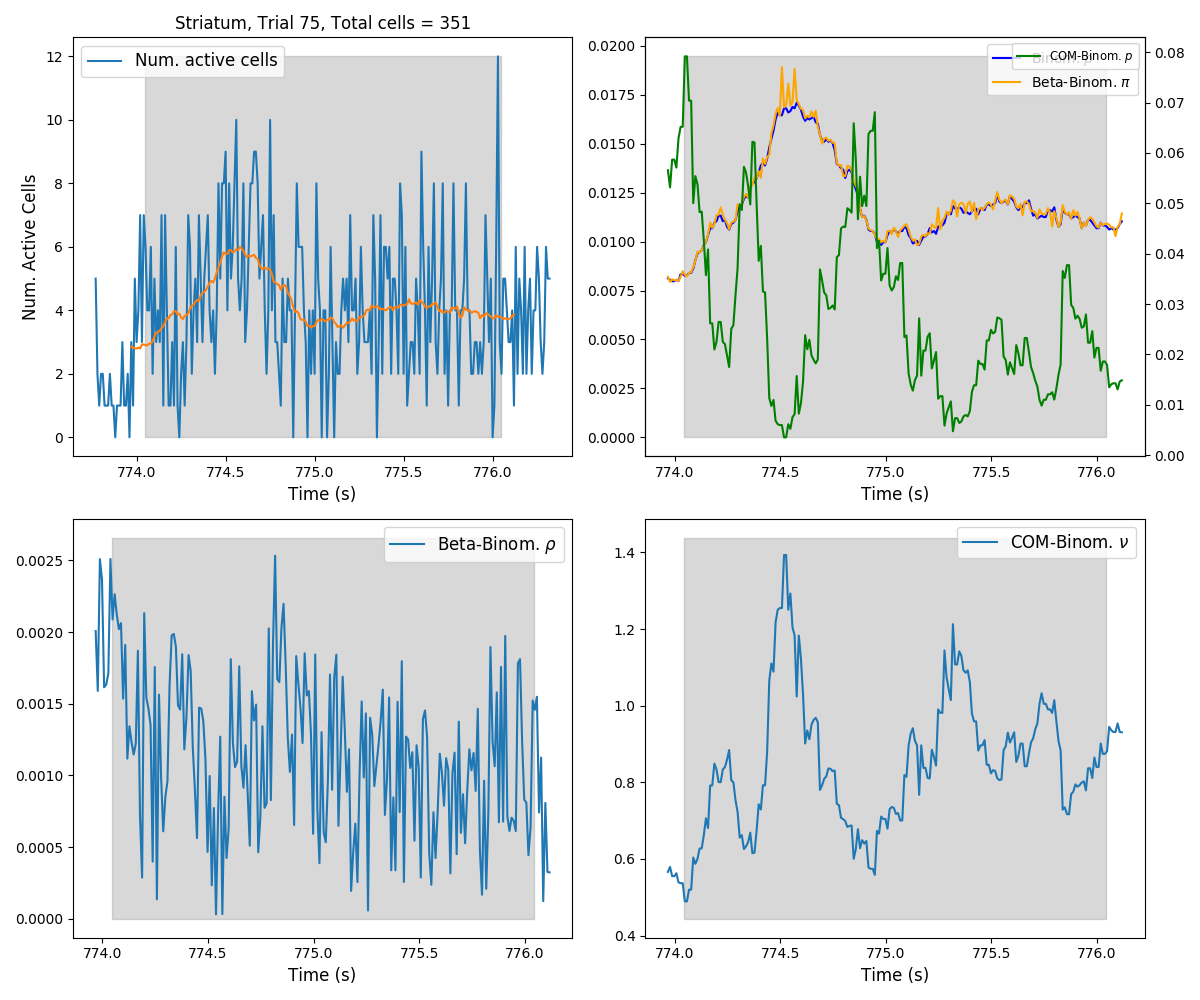 Striatum, Trial 75, Total cells = 351
Num. active cells
Num. Active Cells
12
10
8
6
4
2
0
774.0 774.5 775.0 775.5 776.0
Time (s)
COM-Binom. p
Beta-Binom. π
0.0200
0.0175
0.0150
0.0125
0.0100
0.0075
0.0050
0.0025
0.0000
0.08
0.07
0.06
0.05
0.04
0.03
0.02
0.01
0.00
774.0 774.5 775.0 775.5 776.0
Time (s)
Beta-Binom. ρ
0.0025
0.0020
0.0015
0.0010
0.0005
0.0000
774.0 774.5 775.0 775.5 776.0
Time (s)
COM-Binom. ν
1.4
1.2
1.0
0.8
0.6
0.4
774.0 774.5 775.0 775.5 776.0
Time (s)